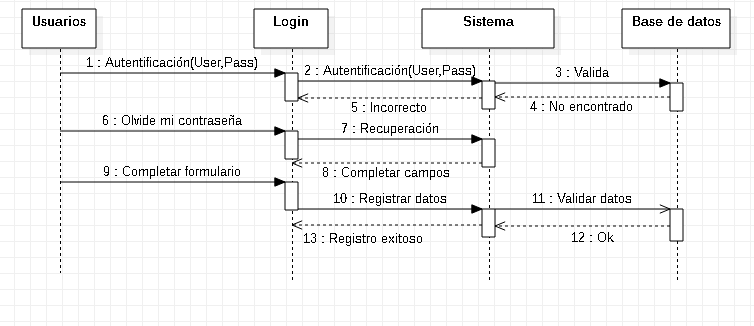 Usuarios
Login
Sistema
Base de datos
1 : Autentificación(User,Pass)
2 : Autentificación(User,Pass)
3 : Valida
5 : Incorrecto
4 : No encontrado
6 : Olvide mi contraseña
7 : Recuperación
8 : Completar campos
9 : Completar formulario
10 : Registrar datos
11 : Validar datos
13 : Registro exitoso
12 : Ok